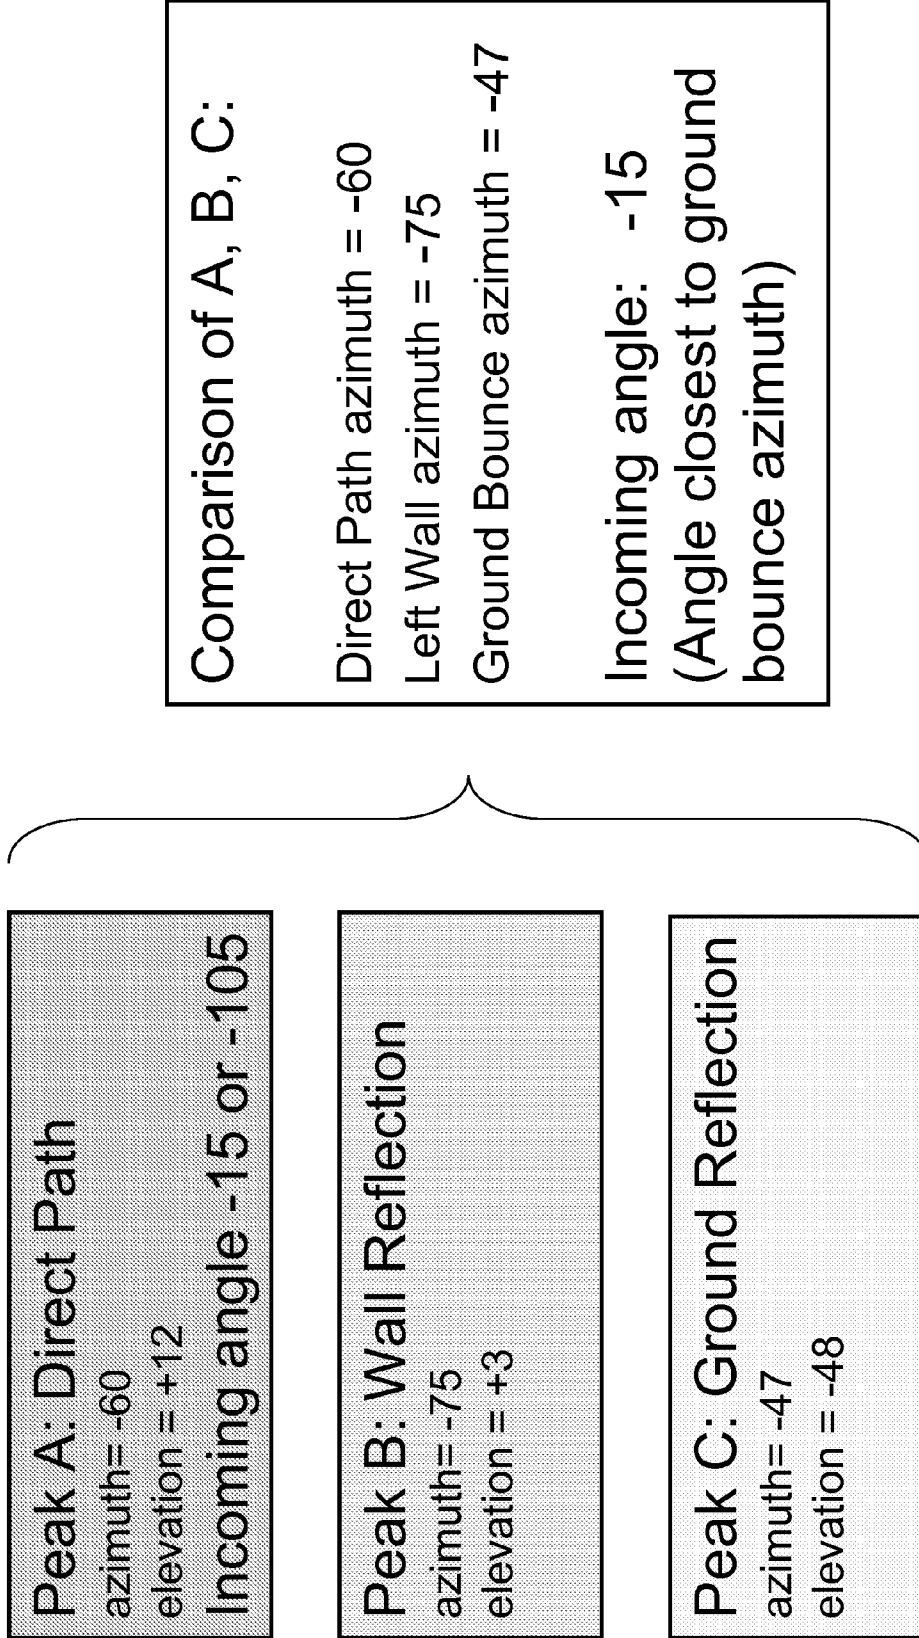 Peak A: Direct Path
azimuth= -60
elevation = +12
Incoming angle -15 or -105
Peak B: Wall Reflection
azimuth= -75
elevation = +3
Peak C: Ground Reflection
azimuth= -47
elevation = -48
Comparison of A, B, C:
Direct Path azimuth = -60
Left Wall azimuth = -75
Ground Bounce azimuth = -47
Incoming angle: -15
(Angle closest to ground
bounce azimuth)